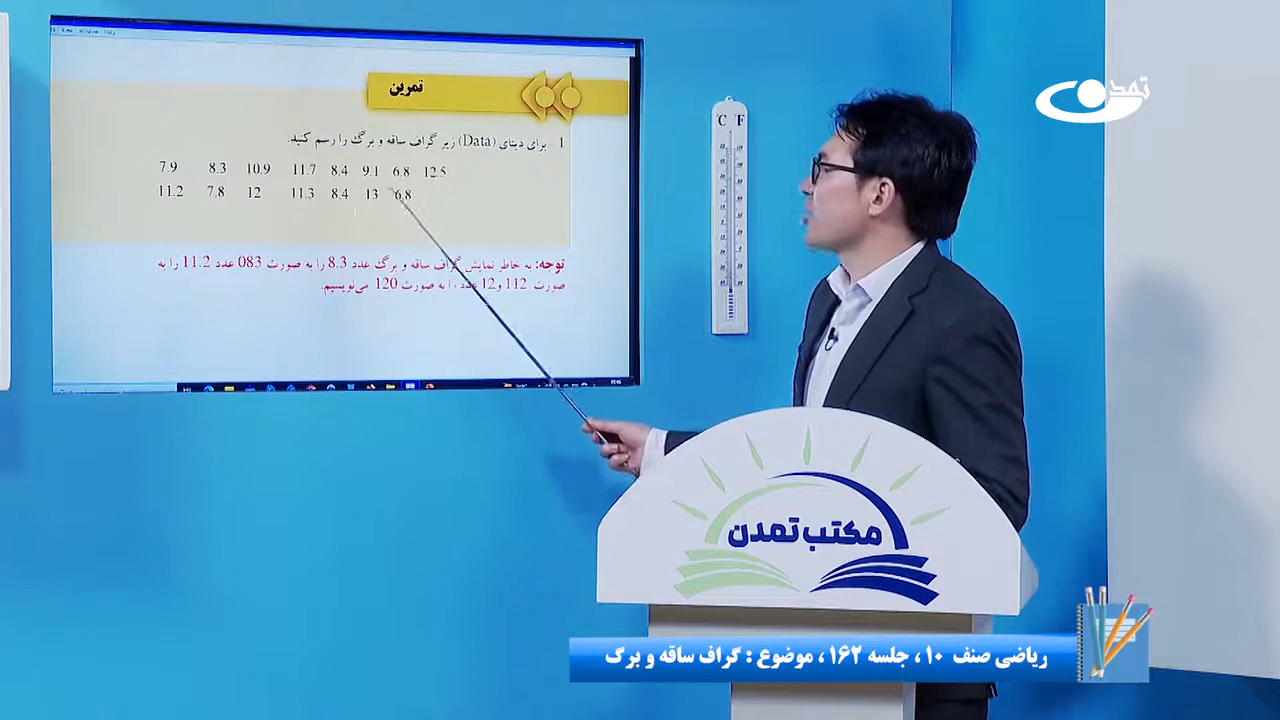 تمدن
تمرین
1 – برای دیتای (Data) زیر گراف ساقه و برگ را رسم کنید.
7.9 8.3 10.9 11.7 8.4 9.1 6.8 12.5
11.2 7.8 12 11.3 8.4 13 6.8
توجه: به خاطر نمایش گراف ساقه و برگ عدد 8.3 را به صورت 083 عدد 11.2 را به
صورت 112 و12 عدد را به صورت 120 می‌نویسیم.
C F
مکتب تمدن
ریاضی صنف ۱۰ ، جلسه ۱۶۲ ، موضوع : گراف ساقه و برگ